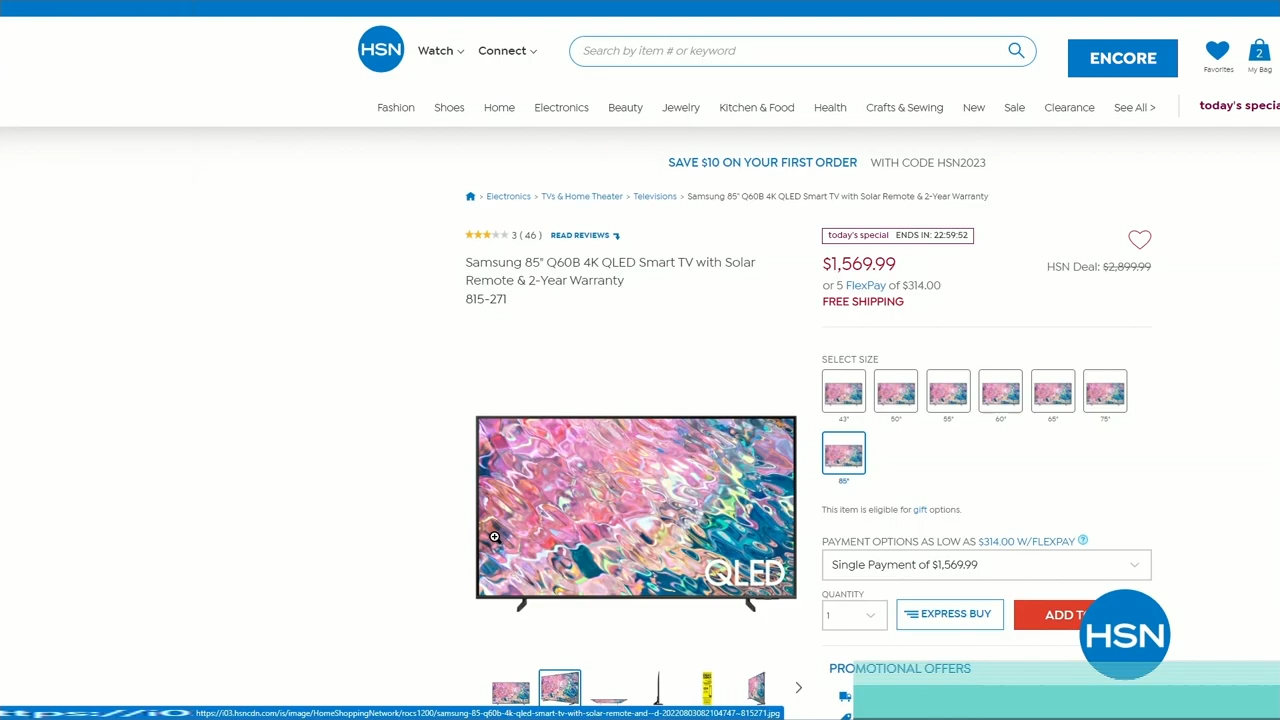 HSN
Watch
Connect
Search by item # or keyword
ENCORE
Favorites
2
My Bag
Fashion
Shoes
Home
Electronics
Beauty
Jewelry
Kitchen & Food
Health
Crafts & Sewing
New
Sale
Clearance
See All >
today's specia
SAVE $10 ON YOUR FIRST ORDER WITH CODE HSN2023
> Electronics > TVs & Home Theater > Televisions > Samsung 85" Q60B 4K QLED Smart TV with Solar Remote & 2-Year Warranty
3 ( 46 ) READ REVIEWS
Samsung 85" Q60B 4K QLED Smart TV with Solar
Remote & 2-Year Warranty
815-271
QLED
today's special ENDS IN: 22:59:52
$1,569.99
HSN Deal: $2,899.99
or 5 FlexPay of $314.00
FREE SHIPPING
SELECT SIZE
43"
50"
55"
60"
65"
75"
85"
This item is eligible for gift options.
PAYMENT OPTIONS AS LOW AS $314.00 W/FLEXPAY
Single Payment of $1,569.99
QUANTITY
1
EXPRESS BUY
ADD T
HSN
PROMOTIONAL OFFERS
https://i03.hsncdn.com/is/image/HomeShoppingNetwork/rocs1200/samsung-85-q60b-4k-qled-smart-tv-with-solar-remote-and--d-20220803082104747~815271.jpg